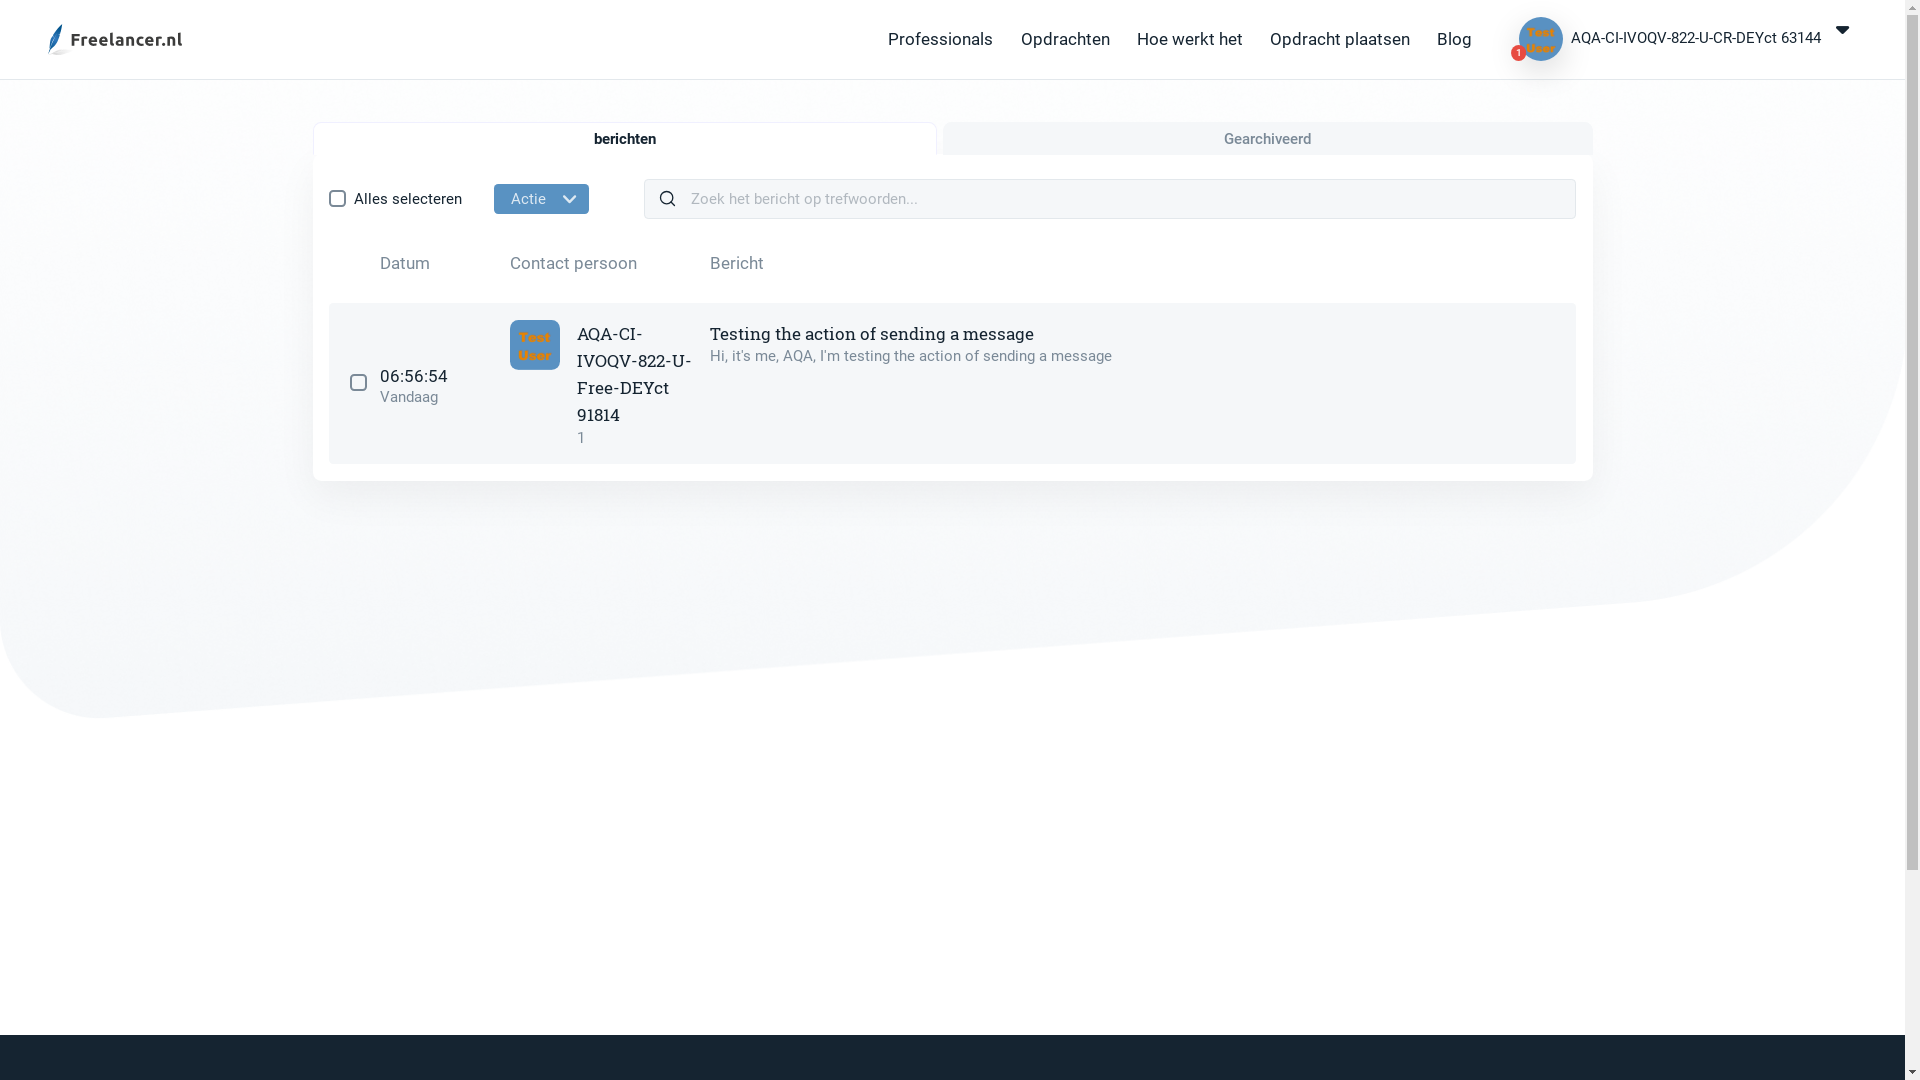 Freelancer.nl
Professionals
Opdrachten
Hoe werkt het
Opdracht plaatsen
Blog
Test
User
1
AQA-CI-IVOQV-822-U-CR-DEYct 63144
berichten
Gearchiveerd
Alles selecteren
Actie
Zoek het bericht op trefwoorden...
Datum
Contact persoon
Bericht
06:56:54
Vandaag
Test
User
AQA-CI-
IVOQV-822-U-
Free-DEYct
91814
1
Testing the action of sending a message
Hi, it's me, AQA, I'm testing the action of sending a message